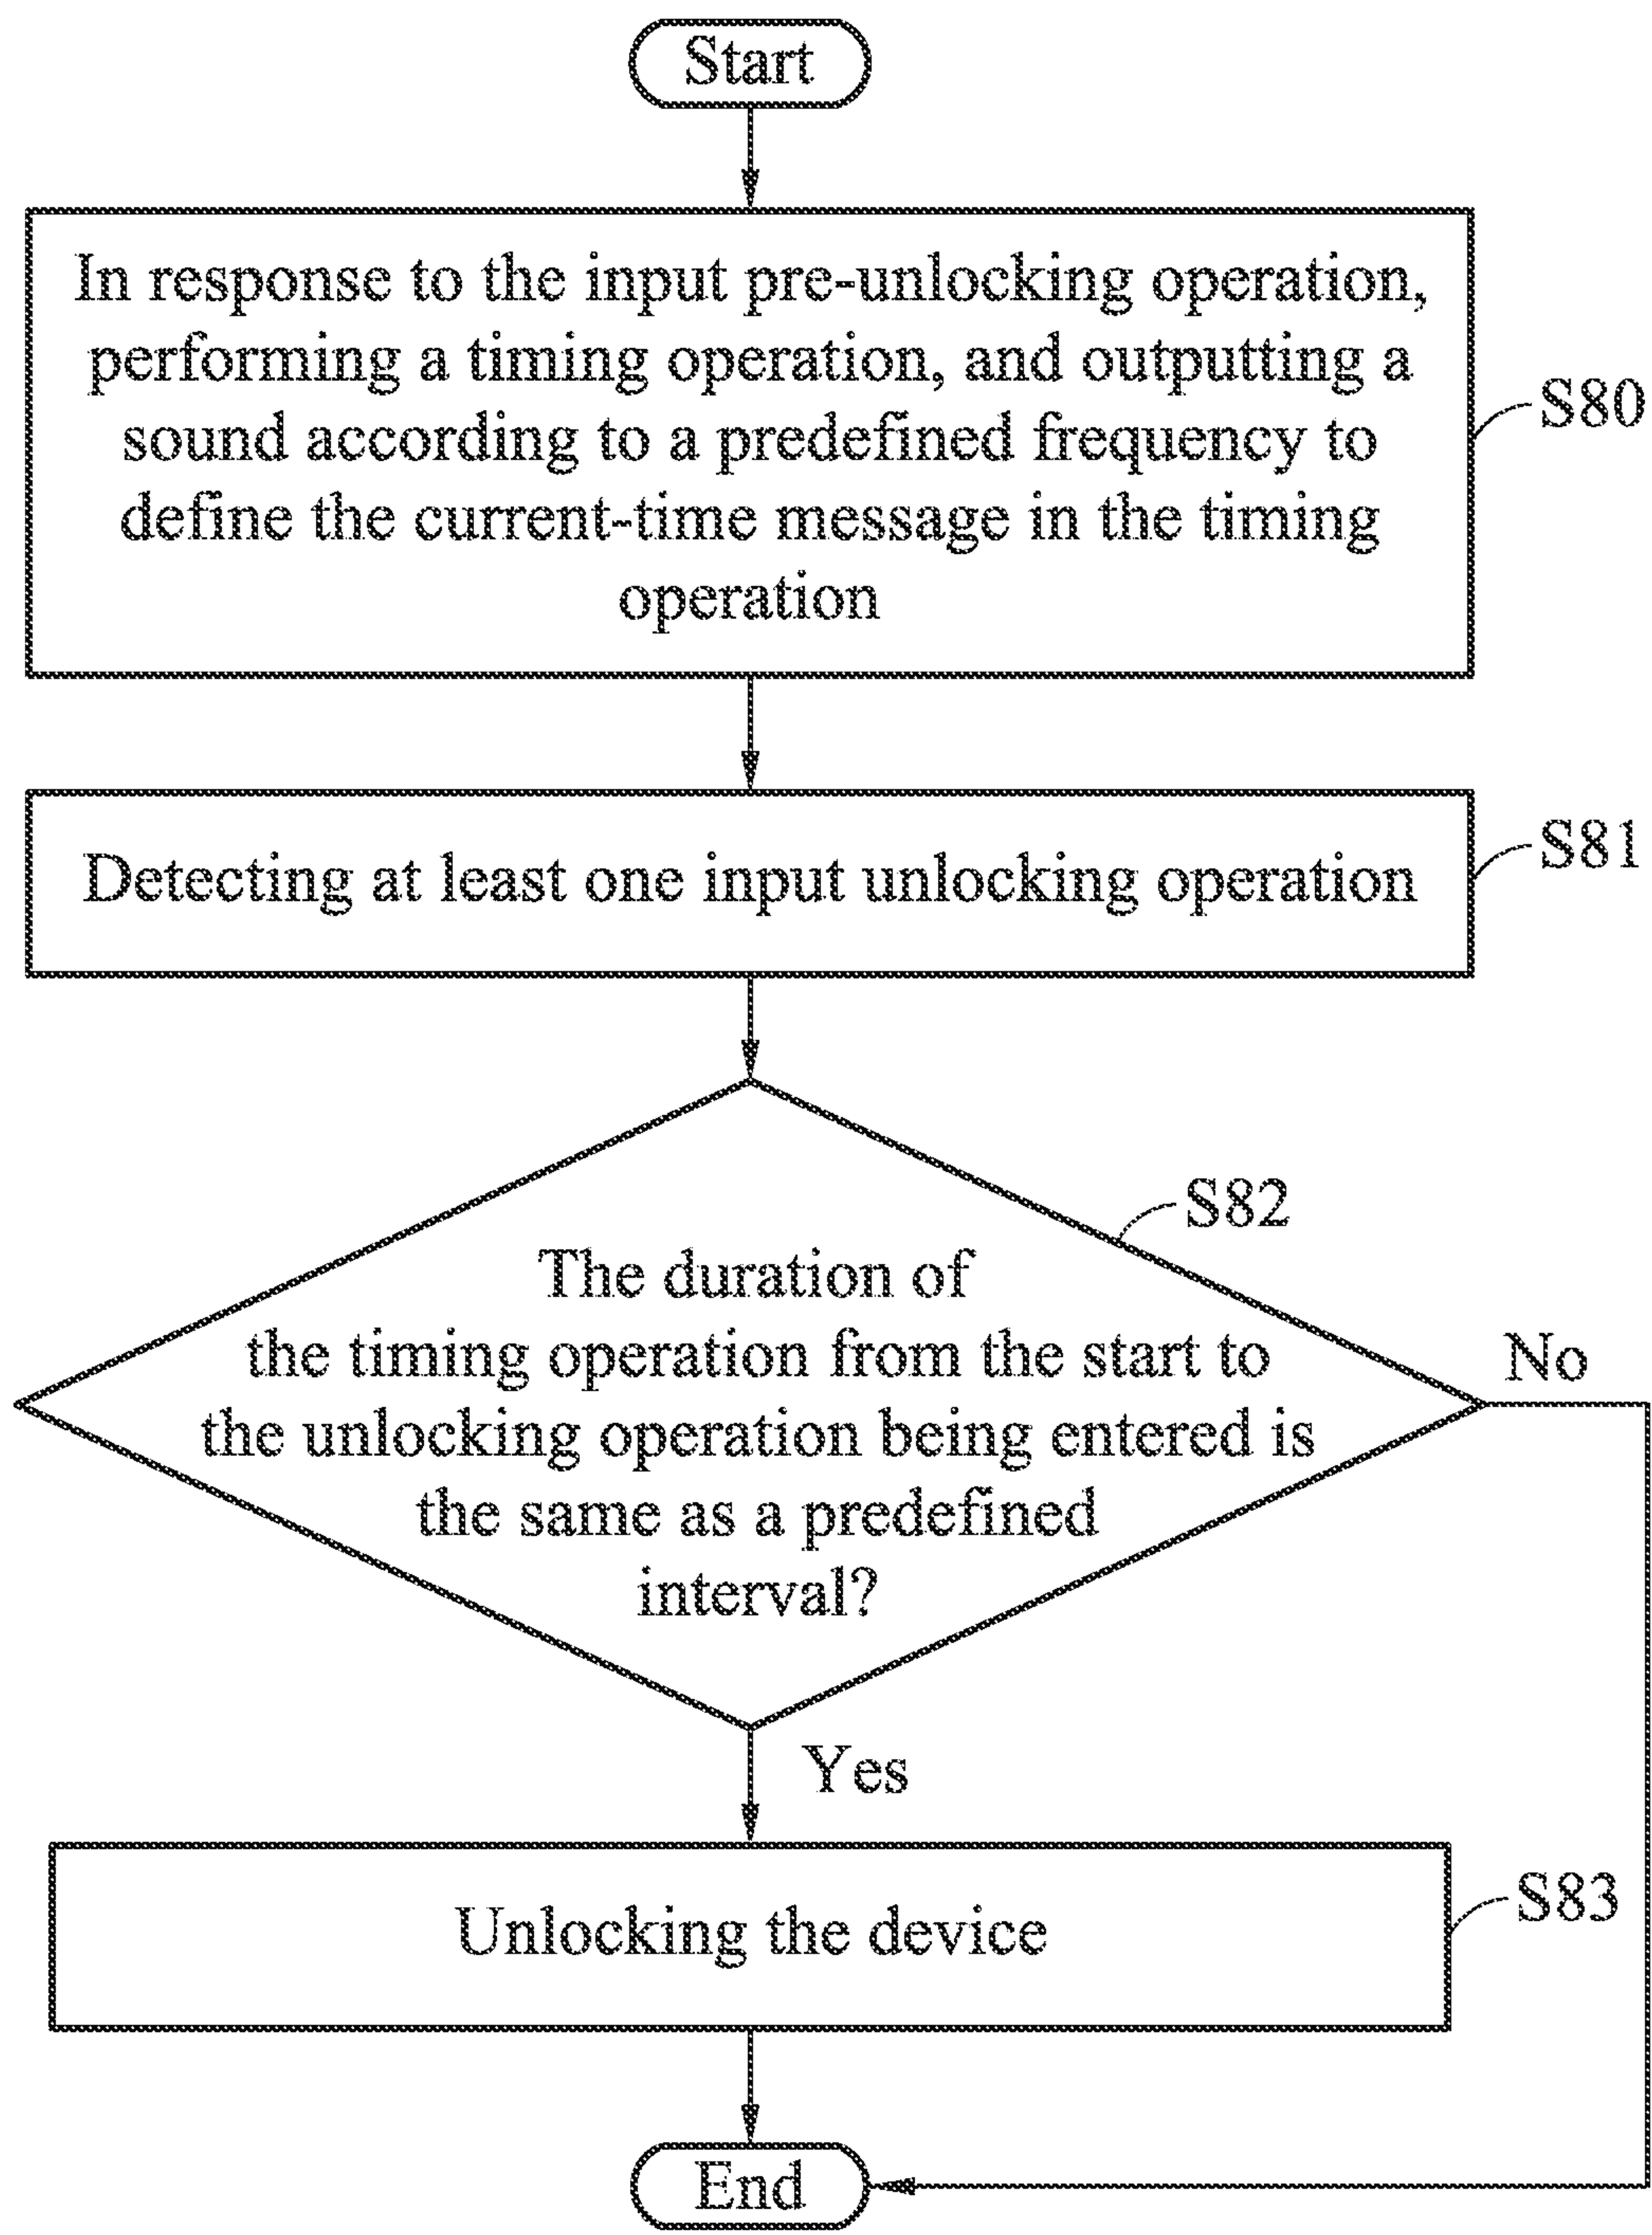 Start
In response to the input pre-unlocking operation,
performing a timing operation, and outputting a
sound according to a predefined frequency to
define the current-time message in the timing
operation
S80
Detecting at least one input unlocking operation
S81
S82
The duration of
the timing operation from the start to
the unlocking operation being entered is
the same as a predefined
interval?
No
Yes
Unlocking the device
S83
End